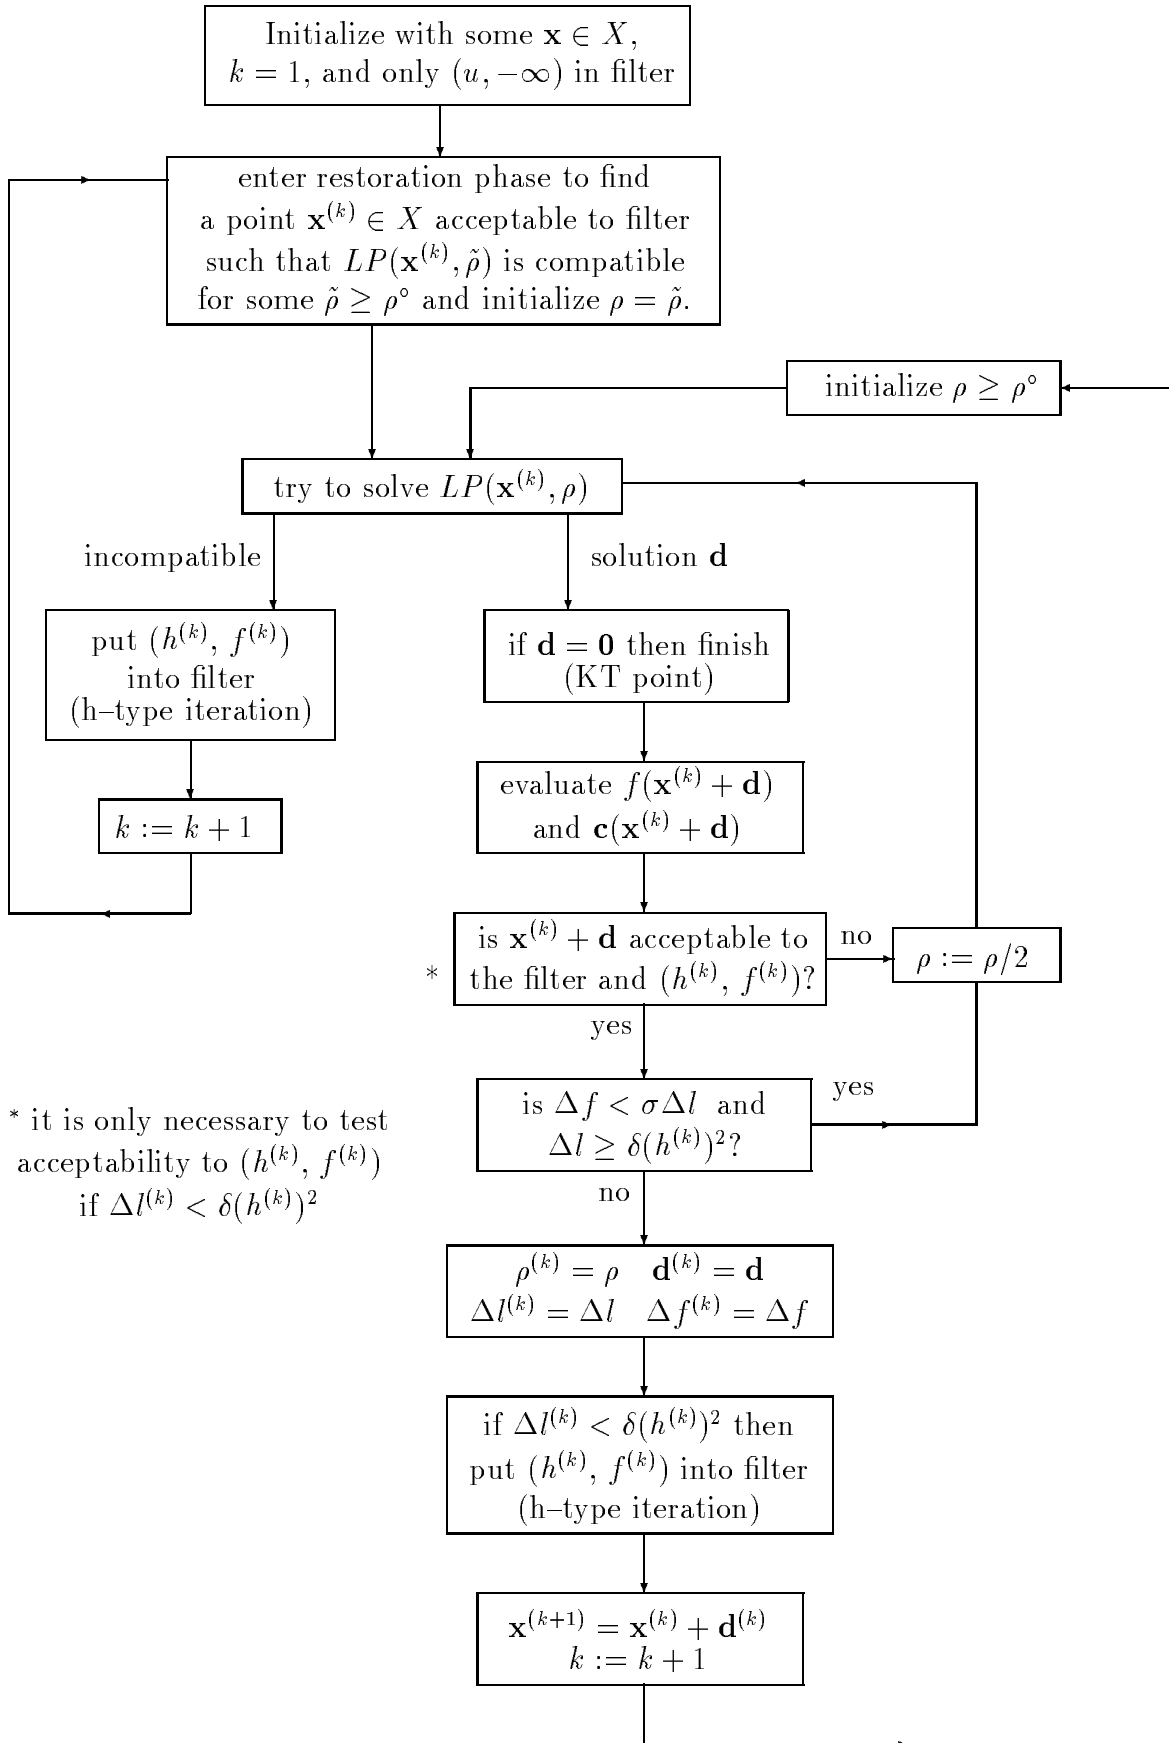 Initialize with some x ∈ X,
k = 1, and only (u, −∞) in filter
enter restoration phase to find
a point x^(k) ∈ X acceptable to filter
such that LP(x^(k), ρ̃) is compatible
for some ρ̃ ≥ ρ° and initialize ρ = ρ̃.
initialize ρ ≥ ρ°
try to solve LP(x^(k), ρ)
incompatible
solution d
put (h^(k), f^(k))
into filter
(h–type iteration)
k := k + 1
if d = 0 then finish
(KT point)
evaluate f(x^(k) + d)
and c(x^(k) + d)
*
is x^(k) + d acceptable to
the filter and (h^(k), f^(k))?
no
ρ := ρ/2
yes
is Δf < σΔl and
Δl ≥ δ(h^(k))²?
yes
no
* it is only necessary to test
acceptability to (h^(k), f^(k))
if Δl^(k) < δ(h^(k))²
ρ^(k) = ρ d^(k) = d
Δl^(k) = Δl Δf^(k) = Δf
if Δl^(k) < δ(h^(k))² then
put (h^(k), f^(k)) into filter
(h–type iteration)
x^(k+1) = x^(k) + d^(k)
k := k + 1